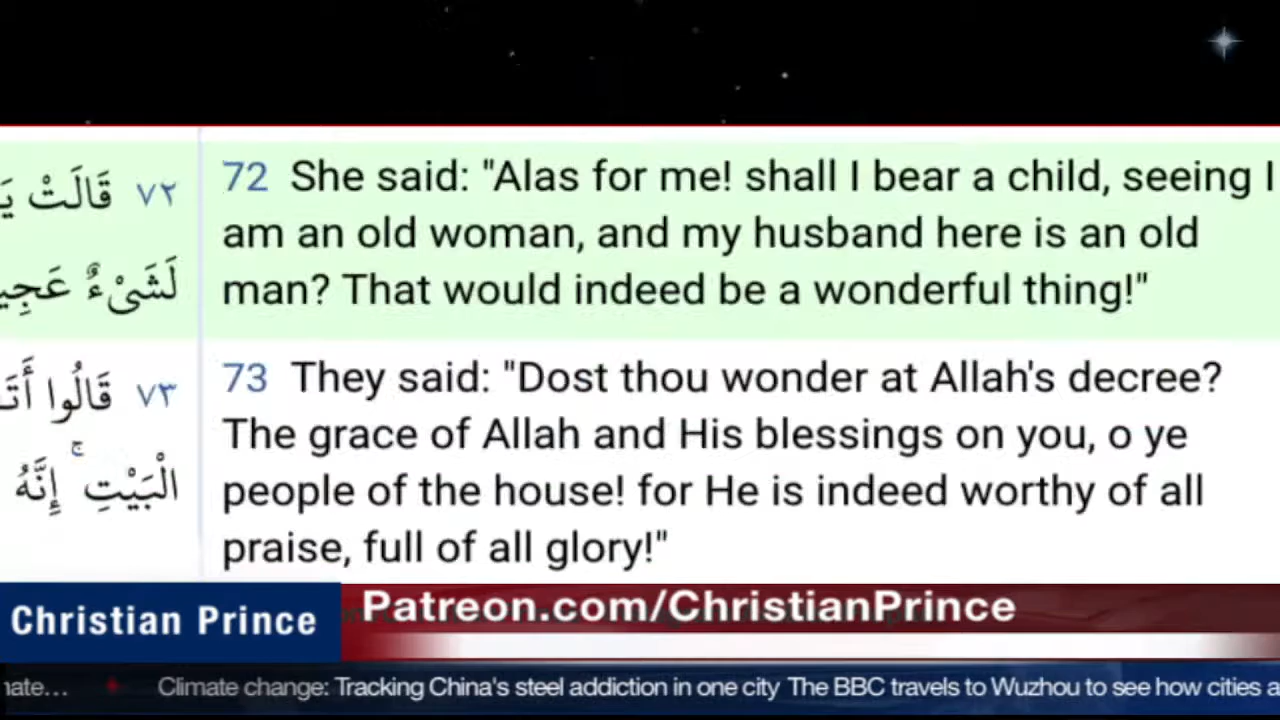 72 She said: "Alas for me! shall I bear a child, seeing I
am an old woman, and my husband here is an old
man? That would indeed be a wonderful thing!"
٧٢ قَالَتْ يَ
لَشَىْءٌ عَجِي
73 They said: "Dost thou wonder at Allah's decree?
The grace of Allah and His blessings on you, o ye
people of the house! for He is indeed worthy of all
praise, full of all glory!"
٧٣ قَالُوا أَتَ
الْبَيْتِ ۚ إِنَّهُ
Christian Prince
Patreon.com/ChristianPrince
nate... Climate change: Tracking China's steel addiction in one city The BBC travels to Wuzhou to see how cities a